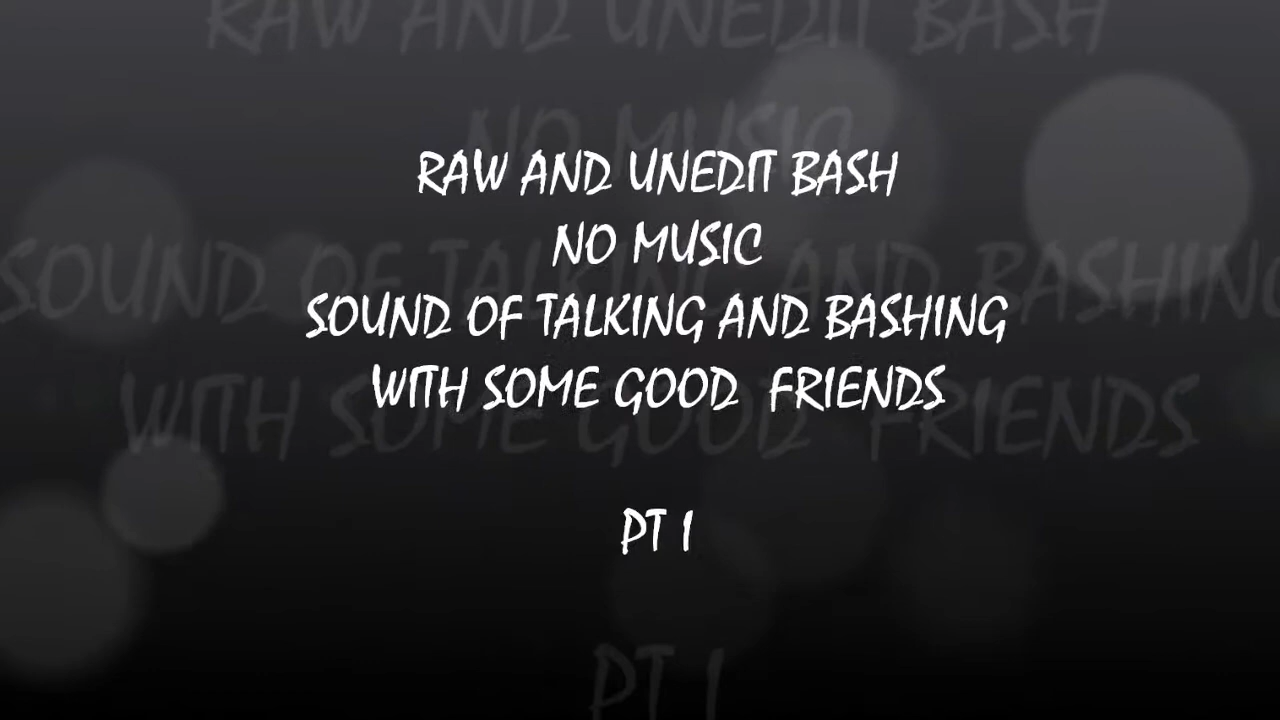 RAW AND UNEDIT BASH
NO MUSIC
SOUND OF TALKING AND BASHING
WITH SOME GOOD FRIENDS
PT 1